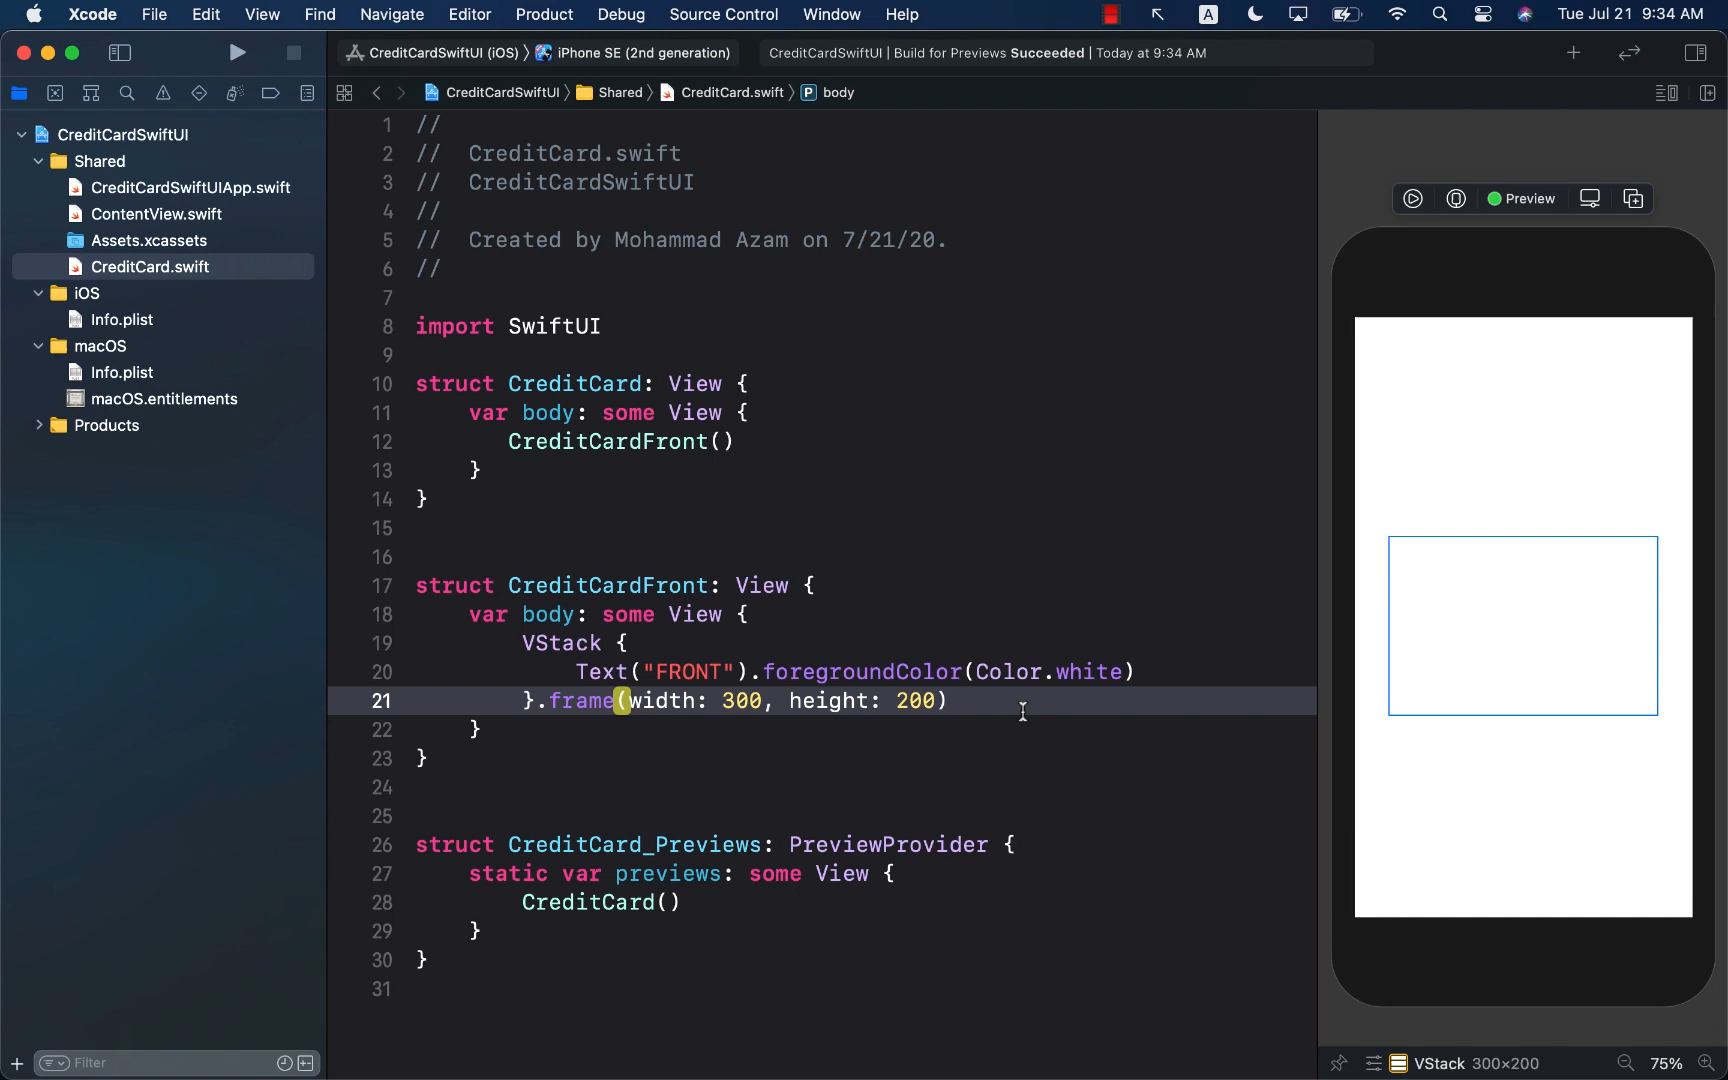 Xcode File Edit View Find Navigate Editor Product Debug Source Control Window Help A Tue Jul 21 9:34 AM
CreditCardSwiftUI (iOS) 〉 iPhone SE (2nd generation) CreditCardSwiftUI | Build for Previews Succeeded | Today at 9:34 AM
CreditCardSwiftUI 〉 Shared 〉 CreditCard.swift 〉 P body
CreditCardSwiftUI
Shared
CreditCardSwiftUIApp.swift
ContentView.swift
Assets.xcassets
CreditCard.swift
iOS
Info.plist
macOS
Info.plist
macOS.entitlements
Products
Filter
1 //
2 // CreditCard.swift
3 // CreditCardSwiftUI
4 //
5 // Created by Mohammad Azam on 7/21/20.
6 //
7
8 import SwiftUI
9
10 struct CreditCard: View {
11 var body: some View {
12 CreditCardFront()
13 }
14 }
15
16
17 struct CreditCardFront: View {
18 var body: some View {
19 VStack {
20 Text("FRONT").foregroundColor(Color.white)
21 }.frame(width: 300, height: 200)
22 }
23 }
24
25
26 struct CreditCard_Previews: PreviewProvider {
27 static var previews: some View {
28 CreditCard()
29 }
30 }
31
Preview
VStack 300×200 75%